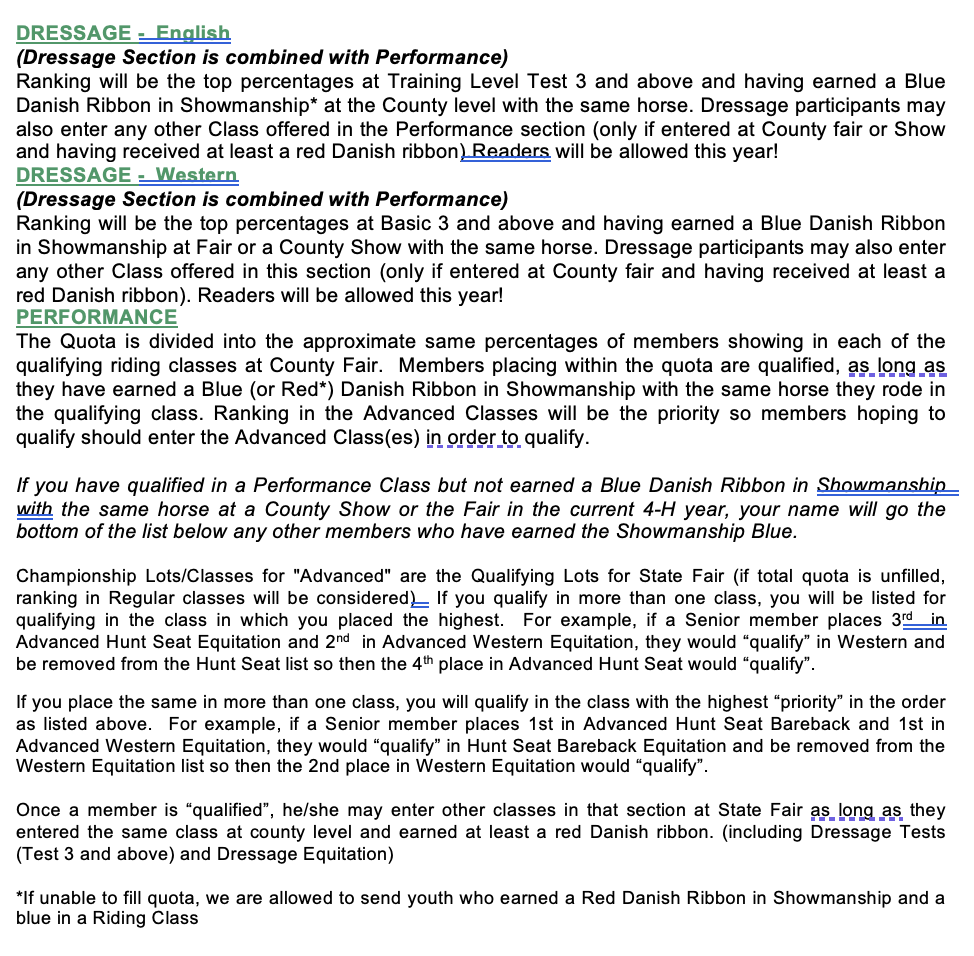 DRESSAGE -  English
(Dressage Section is combined with Performance)
Ranking will be the top percentages at Training Level Test 3 and above and having earned a Blue
Danish Ribbon in Showmanship* at the County level with the same horse. Dressage participants may
also enter any other Class offered in the Performance section (only if entered at County fair or Show
and having received at least a red Danish ribbon) Readers will be allowed this year!
DRESSAGE -  Western
(Dressage Section is combined with Performance)
Ranking will be the top percentages at Basic 3 and above and having earned a Blue Danish Ribbon
in Showmanship at Fair or a County Show with the same horse. Dressage participants may also enter
any other Class offered in this section (only if entered at County fair and having received at least a
red Danish ribbon). Readers will be allowed this year!
PERFORMANCE
The Quota is divided into the approximate same percentages of members showing in each of the
qualifying riding classes at County Fair.  Members placing within the quota are qualified, as long as
they have earned a Blue (or Red*) Danish Ribbon in Showmanship with the same horse they rode in
the qualifying class. Ranking in the Advanced Classes will be the priority so members hoping to
qualify should enter the Advanced Class(es) in order to qualify.
If you have qualified in a Performance Class but not earned a Blue Danish Ribbon in Showmanship
with the same horse at a County Show or the Fair in the current 4-H year, your name will go the
bottom of the list below any other members who have earned the Showmanship Blue.
Championship Lots/Classes for "Advanced" are the Qualifying Lots for State Fair (if total quota is unfilled,
ranking in Regular classes will be considered)  If you qualify in more than one class, you will be listed for
qualifying in the class in which you placed the highest.  For example, if a Senior member places 3rd  in
Advanced Hunt Seat Equitation and 2nd  in Advanced Western Equitation, they would “qualify” in Western and
be removed from the Hunt Seat list so then the 4th place in Advanced Hunt Seat would “qualify”.
If you place the same in more than one class, you will qualify in the class with the highest “priority” in the order
as listed above.  For example, if a Senior member places 1st in Advanced Hunt Seat Bareback and 1st in
Advanced Western Equitation, they would “qualify” in Hunt Seat Bareback Equitation and be removed from the
Western Equitation list so then the 2nd place in Western Equitation would “qualify”.
Once a member is “qualified”, he/she may enter other classes in that section at State Fair as long as they
entered the same class at county level and earned at least a red Danish ribbon. (including Dressage Tests
(Test 3 and above) and Dressage Equitation)
*If unable to fill quota, we are allowed to send youth who earned a Red Danish Ribbon in Showmanship and a
blue in a Riding Class